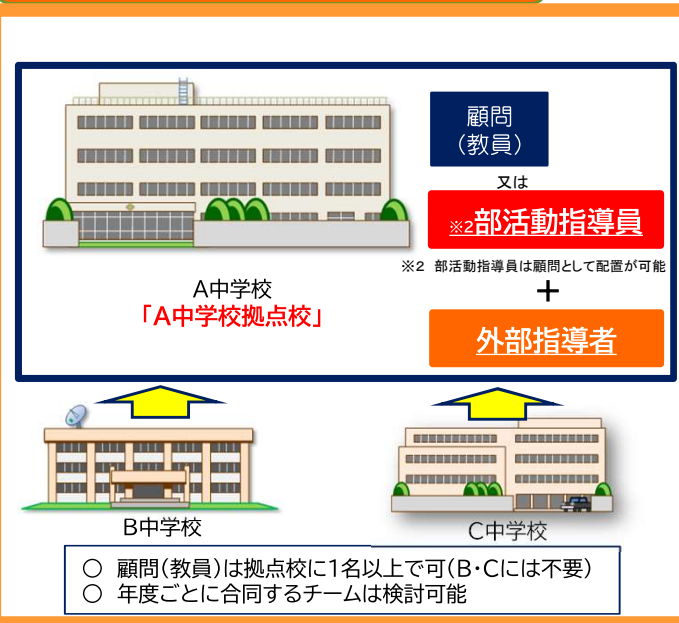 顧問
(教員)
又は
※2部活動指導員
※2 部活動指導員は顧問として配置が可能
+
外部指導者
A中学校
「A中学校拠点校」
B中学校
C中学校
○ 顧問(教員)は拠点校に1名以上で可(B・Cには不要)
○ 年度ごとに合同するチームは検討可能